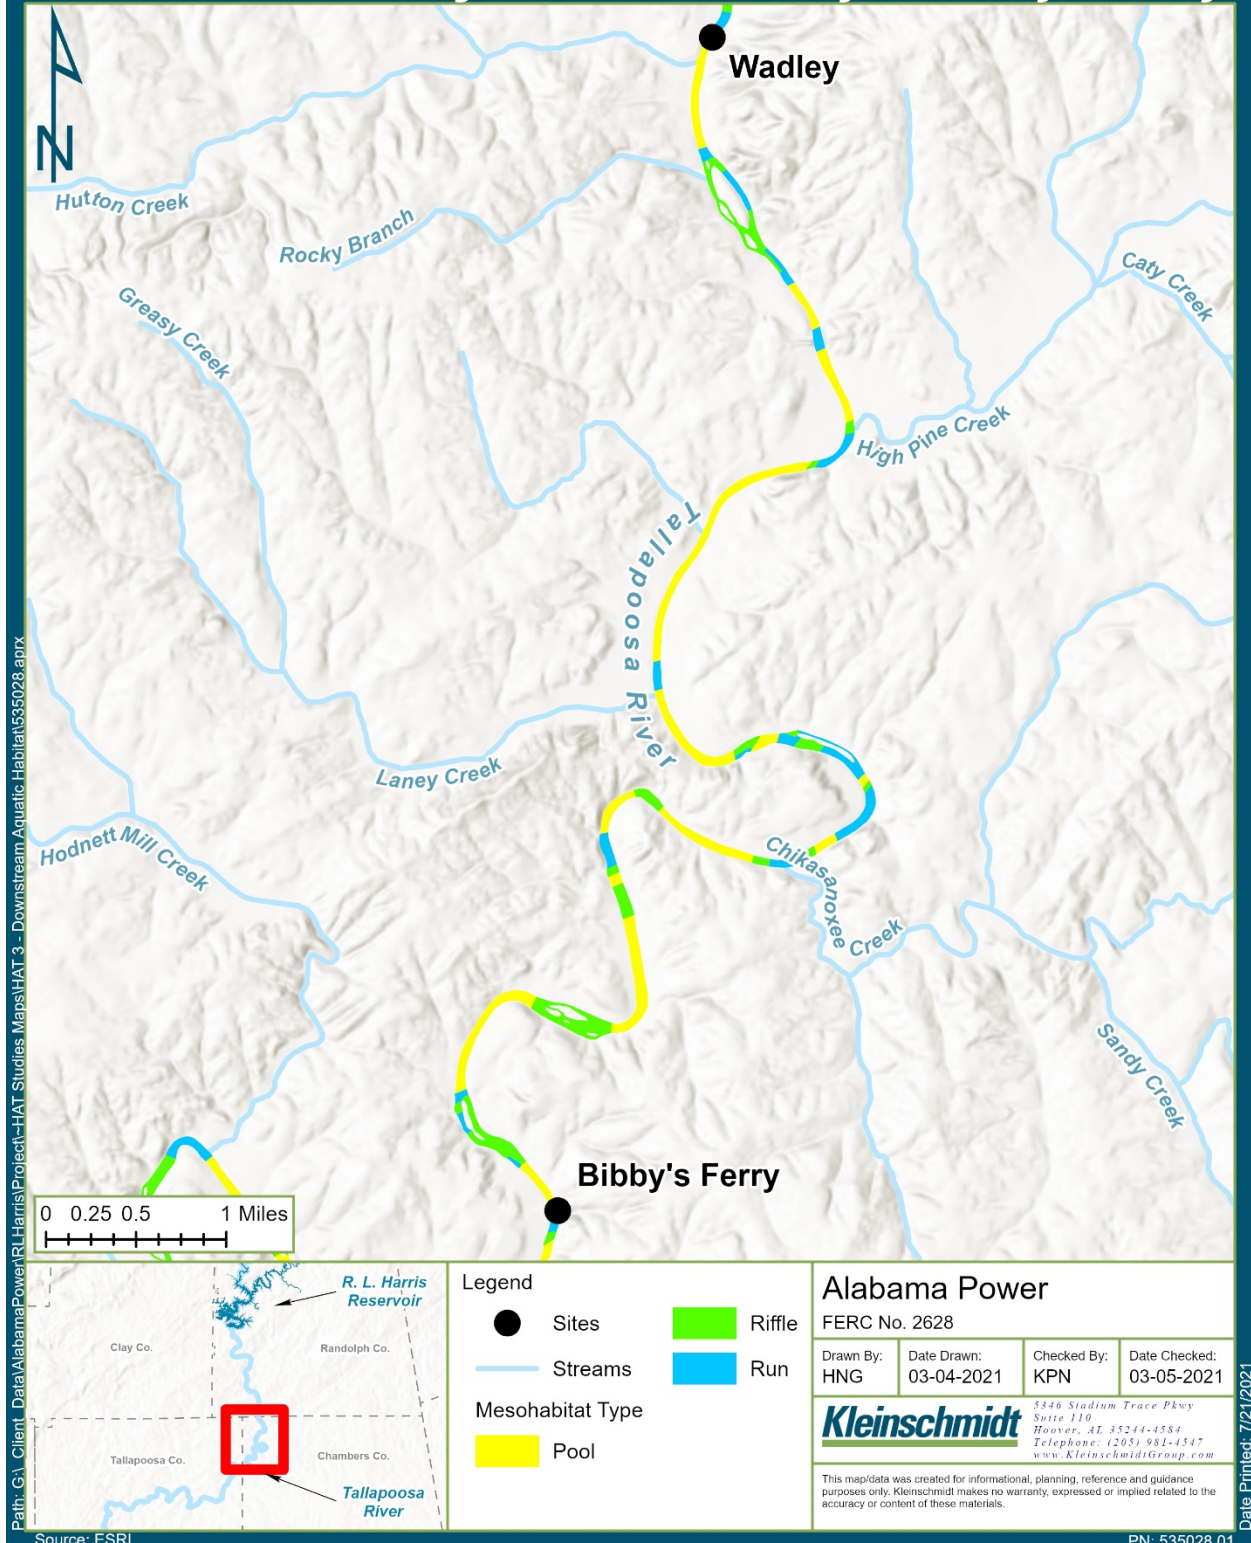 Wadley
N
Hutton Creek
Rocky Branch
Caty Creek
Greasy Creek
High Pine Creek
Tallapoosa River
Laney Creek
Hodnett Mill Creek
Chikasanoxee Creek
Sandy Creek
Bibby's Ferry
0 0.25 0.5 1 Miles
R. L. Harris
Reservoir
Clay Co.
Randolph Co.
Tallapoosa Co.
Chambers Co.
Tallapoosa
River
Legend
Sites
Streams
Mesohabitat Type
Pool
Riffle
Run
Alabama Power
FERC No. 2628
Drawn By:
HNG
Date Drawn:
03-04-2021
Checked By:
KPN
Date Checked:
03-05-2021
Kleinschmidt
5346 Stadium Trace Pkwy
Suite 110
Hoover, AL 35244-4584
Telephone: (205) 981-4547
www.KleinschmidtGroup.com
This map/data was created for informational, planning, reference and guidance
purposes only. Kleinschmidt makes no warranty, expressed or implied related to the
accuracy or content of these materials.
Path: G:\_Client_Data\AlabamaPower\RLHarris\Project\~HAT Studies Maps\HAT 3 - Downstream Aquatic Habitat\535028.aprx
Date Printed: 7/21/2021
Source: ESRI
PN: 535028.01